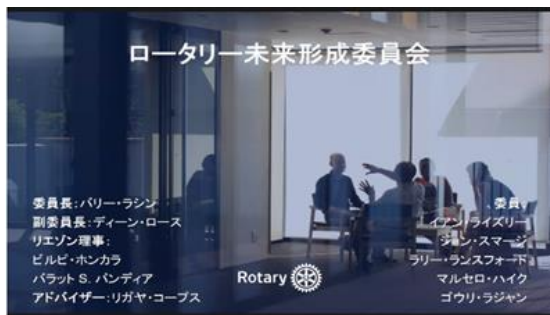 ロータリー未来形成委員会
委員長:バリー・ラシン
副委員長:ディーン・ロース
リエゾン理事:
ピルビ・ホンカラ
バラット S. パンディア
アドバイザー:リガヤ・コープス
Rotary
委員:
イアン・ライズリー
ジョン・スマージ
ラリー・ランスフォード
マルセロ・ハイク
ゴウリ・ラジャン